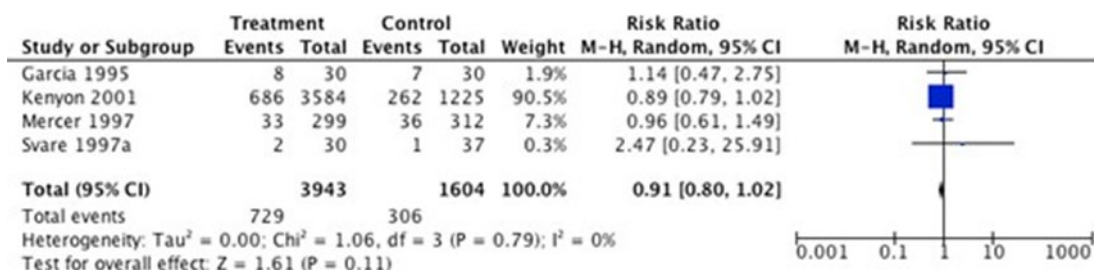 Treatment Control Risk Ratio Risk Ratio
Study or Subgroup Events Total Events Total Weight M-H, Random, 95% CI M-H, Random, 95% CI
Garcia 1995 8 30 7 30 1.9% 1.14 [0.47, 2.75]
Kenyon 2001 686 3584 262 1225 90.5% 0.89 [0.79, 1.02]
Mercer 1997 33 299 36 312 7.3% 0.96 [0.61, 1.49]
Svare 1997a 2 30 1 37 0.3% 2.47 [0.23, 25.91]
Total (95% CI) 3943 1604 100.0% 0.91 [0.80, 1.02]
Total events 729 306
Heterogeneity: Tau² = 0.00; Chi² = 1.06, df = 3 (P = 0.79); I² = 0%
Test for overall effect: Z = 1.61 (P = 0.11)
0.001 0.1 1 10 1000